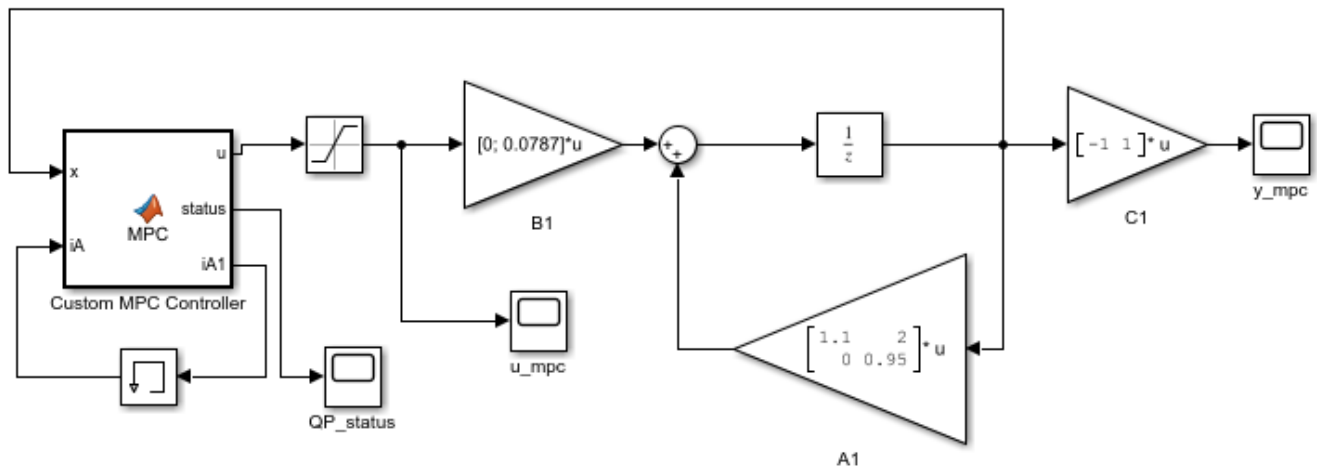 u
x
status
MPC
iA
iA1
Custom MPC Controller
[0; 0.0787]*u
B1
+
+
1
z
[-1 1]* u
C1
y_mpc
u_mpc
QP_status
[1.1 2
0 0.95]* u
A1